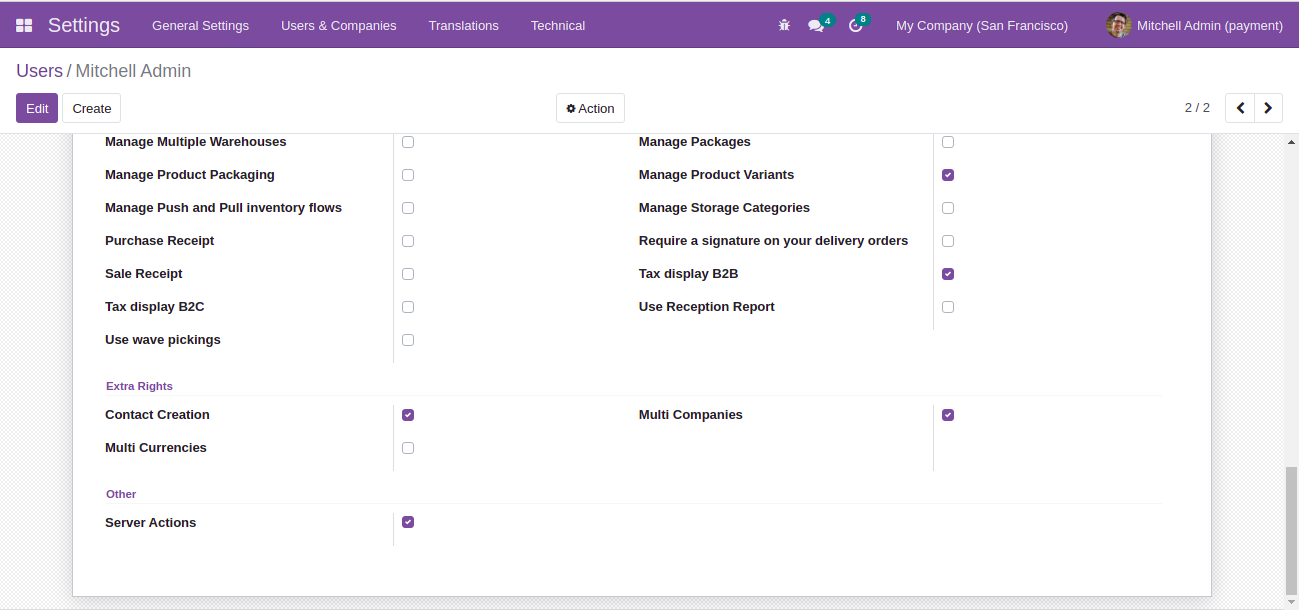 Settings General Settings Users & Companies Translations Technical 4 8 My Company (San Francisco) Mitchell Admin (payment)
Users / Mitchell Admin
Edit Create Action 2 / 2
Manage Multiple Warehouses Manage Packages
Manage Product Packaging Manage Product Variants
Manage Push and Pull inventory flows Manage Storage Categories
Purchase Receipt Require a signature on your delivery orders
Sale Receipt Tax display B2B
Tax display B2C Use Reception Report
Use wave pickings
Extra Rights
Contact Creation Multi Companies
Multi Currencies
Other
Server Actions